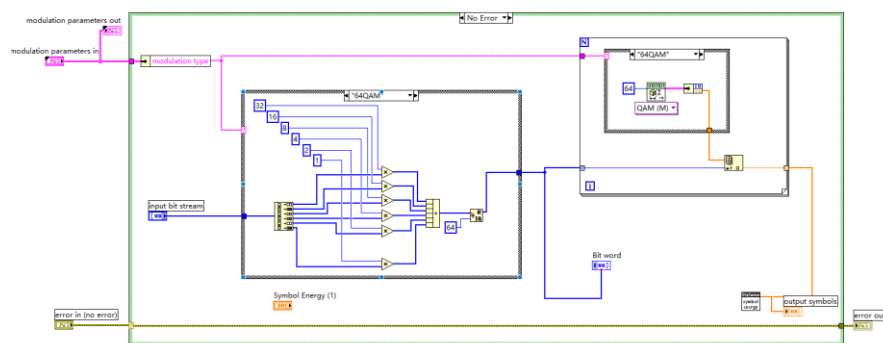 modulation parameters out
No Error
modulation parameters in
modulation type
"64QAM"
N
"64QAM"
32
16
8
4
2
1
64
QAM (M)
i
input bit stream
64
Bit word
Symbol Energy (1)
symbol
energy
output symbols
error in (no error)
error out